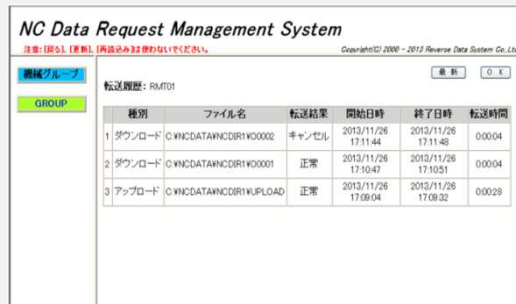 NC Data Request Management System
注意:[戻る]、[更新]、[再読込み]は使わないでください。
Copyright(C) 2000 - 2013 Reverse Data System Co.,Lt
機械グループ
GROUP
最 新
O K
転送履歴: RMT01
種別 ファイル名 転送結果 開始日時 終了日時 転送時間
1 ダウンロード C:¥NCDATA¥NCDIR1¥O0002 キャンセル 2013/11/26 17:11:44 2013/11/26 17:11:48 0:00:04
2 ダウンロード C:¥NCDATA¥NCDIR1¥O0001 正常 2013/11/26 17:10:47 2013/11/26 17:10:51 0:00:04
3 アップロード C:¥NCDATA¥NCDIR1¥UPLOAD 正常 2013/11/26 17:09:04 2013/11/26 17:09:32 0:00:28